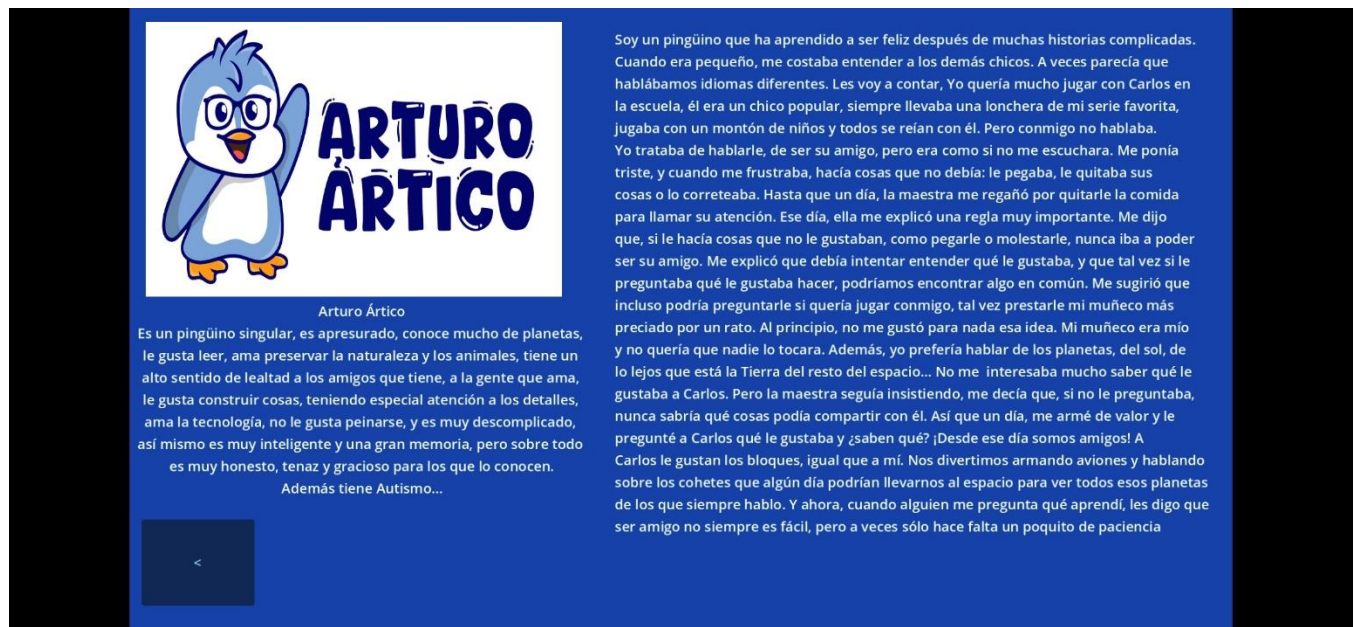 ARTURO
ÁRTICO
Arturo Ártico
Es un pingüino singular, es apresurado, conoce mucho de planetas,
le gusta leer, ama preservar la naturaleza y los animales, tiene un
alto sentido de lealtad a los amigos que tiene, a la gente que ama,
le gusta construir cosas, teniendo especial atención a los detalles,
ama la tecnología, no le gusta peinarse, y es muy descomplicado,
así mismo es muy inteligente y una gran memoria, pero sobre todo
es muy honesto, tenaz y gracioso para los que lo conocen.
Además tiene Autismo...
<
Soy un pingüino que ha aprendido a ser feliz después de muchas historias complicadas.
Cuando era pequeño, me costaba entender a los demás chicos. A veces parecía que
hablábamos idiomas diferentes. Les voy a contar, Yo quería mucho jugar con Carlos en
la escuela, él era un chico popular, siempre llevaba una lonchera de mi serie favorita,
jugaba con un montón de niños y todos se reían con él. Pero conmigo no hablaba.
Yo trataba de hablarle, de ser su amigo, pero era como si no me escuchara. Me ponía
triste, y cuando me frustraba, hacía cosas que no debía: le pegaba, le quitaba sus
cosas o lo correteaba. Hasta que un día, la maestra me regañó por quitarle la comida
para llamar su atención. Ese día, ella me explicó una regla muy importante. Me dijo
que, si le hacía cosas que no le gustaban, como pegarle o molestarle, nunca iba a poder
ser su amigo. Me explicó que debía intentar entender qué le gustaba, y que tal vez si le
preguntaba qué le gustaba hacer, podríamos encontrar algo en común. Me sugirió que
incluso podría preguntarle si quería jugar conmigo, tal vez prestarle mi muñeco más
preciado por un rato. Al principio, no me gustó para nada esa idea. Mi muñeco era mío
y no quería que nadie lo tocara. Además, yo prefería hablar de los planetas, del sol, de
lo lejos que está la Tierra del resto del espacio... No me interesaba mucho saber qué le
gustaba a Carlos. Pero la maestra seguía insistiendo, me decía que, si no le preguntaba,
nunca sabría qué cosas podía compartir con él. Así que un día, me armé de valor y le
pregunté a Carlos qué le gustaba y ¿saben qué? ¡Desde ese día somos amigos! A
Carlos le gustan los bloques, igual que a mí. Nos divertimos armando aviones y hablando
sobre los cohetes que algún día podrían llevarnos al espacio para ver todos esos planetas
de los que siempre hablo. Y ahora, cuando alguien me pregunta qué aprendí, les digo que
ser amigo no siempre es fácil, pero a veces sólo hace falta un poquito de paciencia